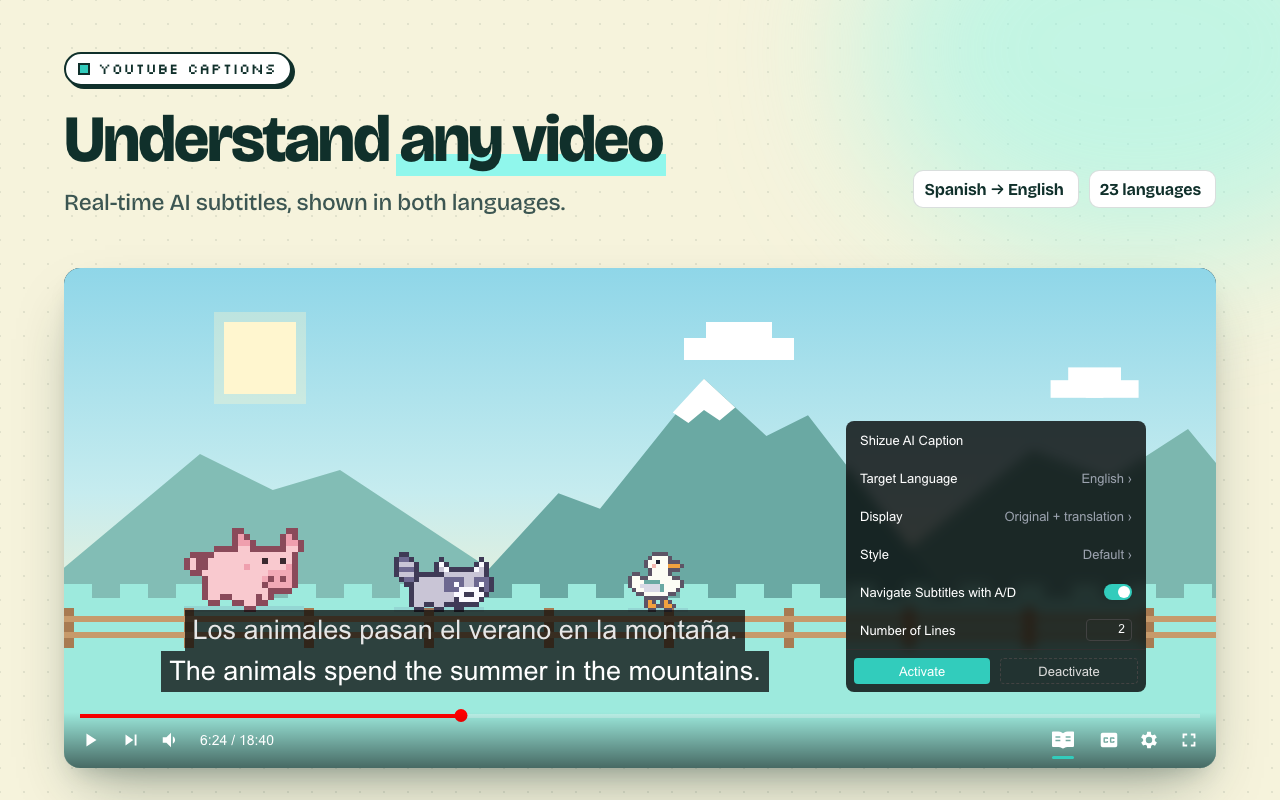 YOUTUBE CAPTIONS
Understand any video
Real-time AI subtitles, shown in both languages.
Spanish → English
23 languages
Shizue AI Caption
Target Language English ›
Display Original + translation ›
Style Default ›
Navigate Subtitles with A/D
Number of Lines 2
Activate Deactivate
Los animales pasan el verano en la montaña.
The animals spend the summer in the mountains.
6:24 / 18:40
CC